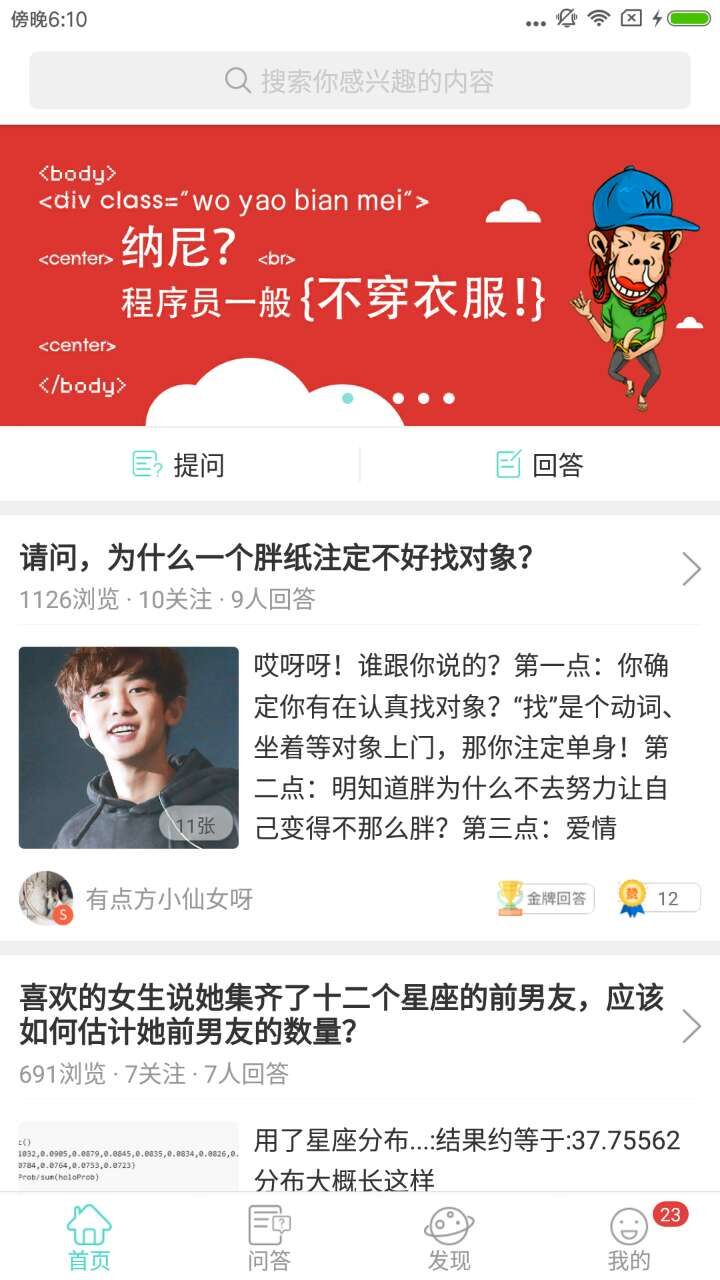 傍晚6:10
搜索你感兴趣的内容
<body>
<div class="wo yao bian mei">
<center> 纳尼? <br>
程序员一般 {不穿衣服!}
<center>
</body>
提问
回答
请问，为什么一个胖纸注定不好找对象?
1126浏览 · 10关注 · 9人回答
哎呀呀！谁跟你说的？第一点：你确
定你有在认真找对象？“找”是个动词、
坐着等对象上门，那你注定单身！第
二点：明知道胖为什么不去努力让自
己变得不那么胖？第三点：爱情
11张
S
有点方小仙女呀
金牌回答
赞
12
喜欢的女生说她集齐了十二个星座的前男友，应该
如何估计她前男友的数量?
691浏览 · 7关注 · 7人回答
c()
1032,0.0905,0.0879,0.0845,0.0835,0.0834,0.0826,0.
0784,0.0764,0.0753,0.0723)
Prob/sum(holoProb)
用了星座分布...:结果约等于:37.75562
分布大概长这样
首页
问答
发现
我的
23